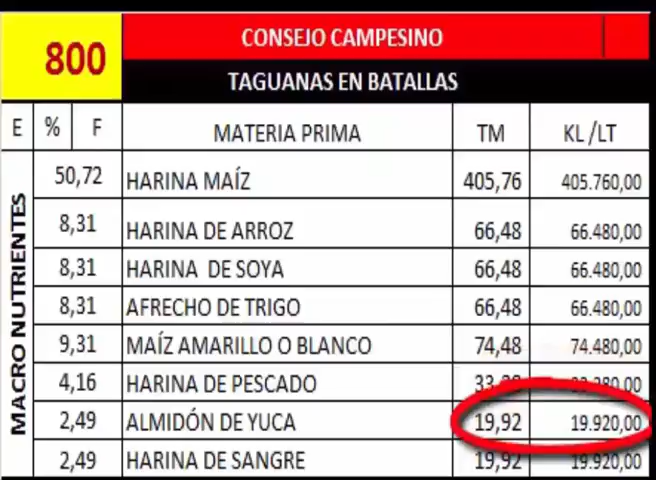 800
CONSEJO CAMPESINO
TAGUANAS EN BATALLAS
E % F MATERIA PRIMA TM KL /LT
MACRO NUTRIENTES
50,72 HARINA MAÍZ 405,76 405.760,00
8,31 HARINA DE ARROZ 66,48 66.480,00
8,31 HARINA DE SOYA 66,48 66.480,00
8,31 AFRECHO DE TRIGO 66,48 66.480,00
9,31 MAÍZ AMARILLO O BLANCO 74,48 74.480,00
4,16 HARINA DE PESCADO
2,49 ALMIDÓN DE YUCA 19,92 19.920,00
2,49 HARINA DE SANGRE 19,92 19.920,00